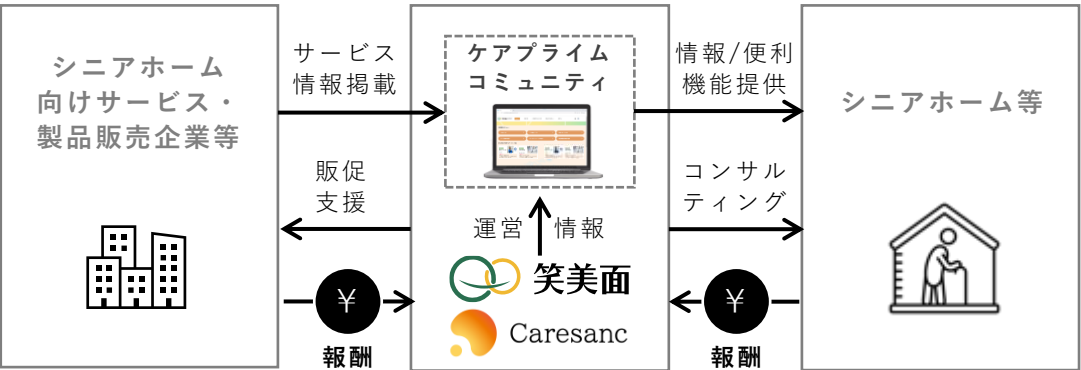 シニアホーム
向けサービス・
製品販売企業等
サービス
情報掲載
販促
支援
¥
報酬
ケアプライム
コミュニティ
運営
情報
笑美面
Caresanc
情報/便利
機能提供
コンサル
ティング
¥
報酬
シニアホーム等